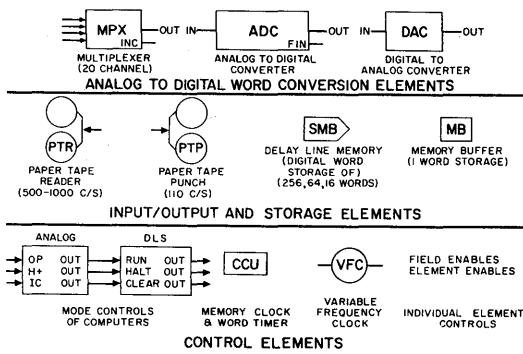 MPX OUT IN ADC OUT IN DAC OUT
INC FIN
MULTIPLEXER
(20 CHANNEL)
ANALOG TO DIGITAL
CONVERTER
DIGITAL TO
ANALOG CONVERTER
ANALOG TO DIGITAL WORD CONVERSION ELEMENTS
PTR PTP SMB MB
PAPER TAPE
READER
(500-1000 C/S)
PAPER TAPE
PUNCH
(110 C/S)
DELAY LINE MEMORY
(DIGITAL WORD
STORAGE OF)
(256,64,16 WORDS)
MEMORY BUFFER
(1 WORD STORAGE)
INPUT/OUTPUT AND STORAGE ELEMENTS
ANALOG DLS
OP OUT RUN OUT
H+ OUT HALT OUT
IC OUT CLEAR OUT
CCU
VFC
FIELD ENABLES
ELEMENT ENABLES
MODE CONTROLS
OF COMPUTERS
MEMORY CLOCK
& WORD TIMER
VARIABLE
FREQUENCY
CLOCK
INDIVIDUAL ELEMENT
CONTROLS
CONTROL ELEMENTS